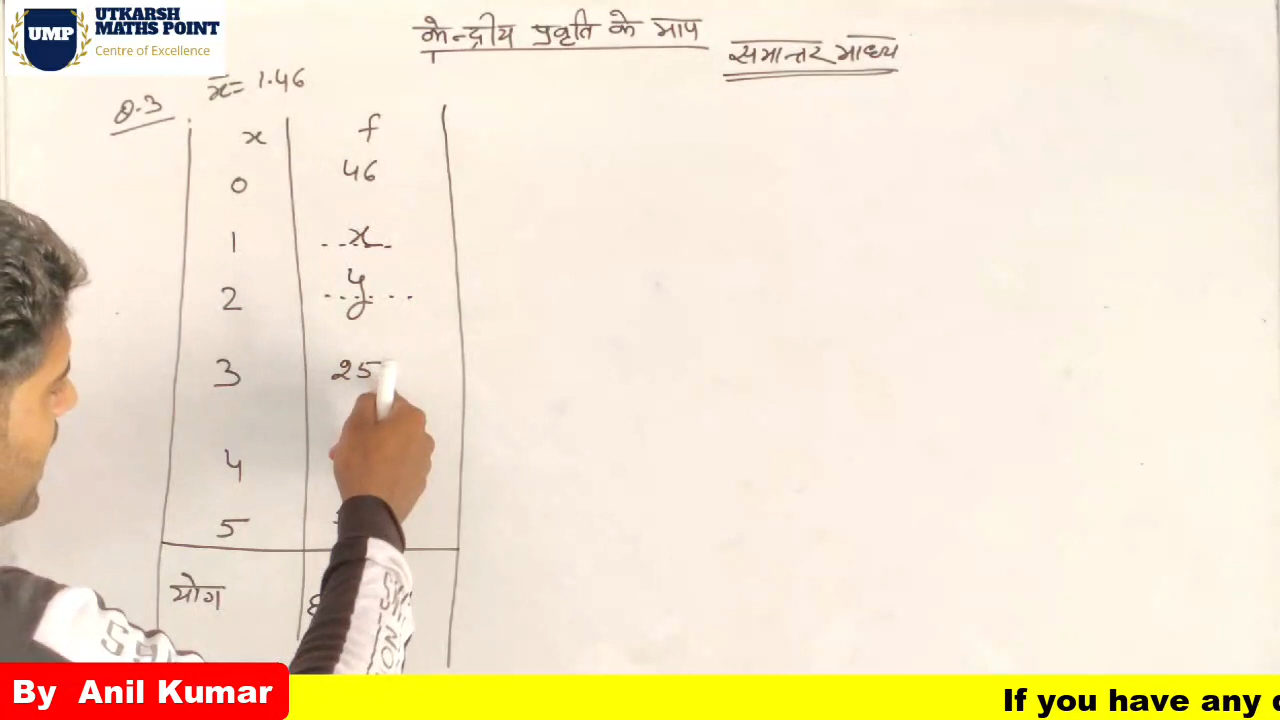 UTKARSH
MATHS POINT
UMP
Centre of Excellence
केन्द्रीय प्रवृति के माप
समान्तर माध्य
Q.3 x̄ = 1.46
x f
0 46
1 ...x...
2 ...y...
3 25
4
5
योग
By Anil Kumar
If you have any